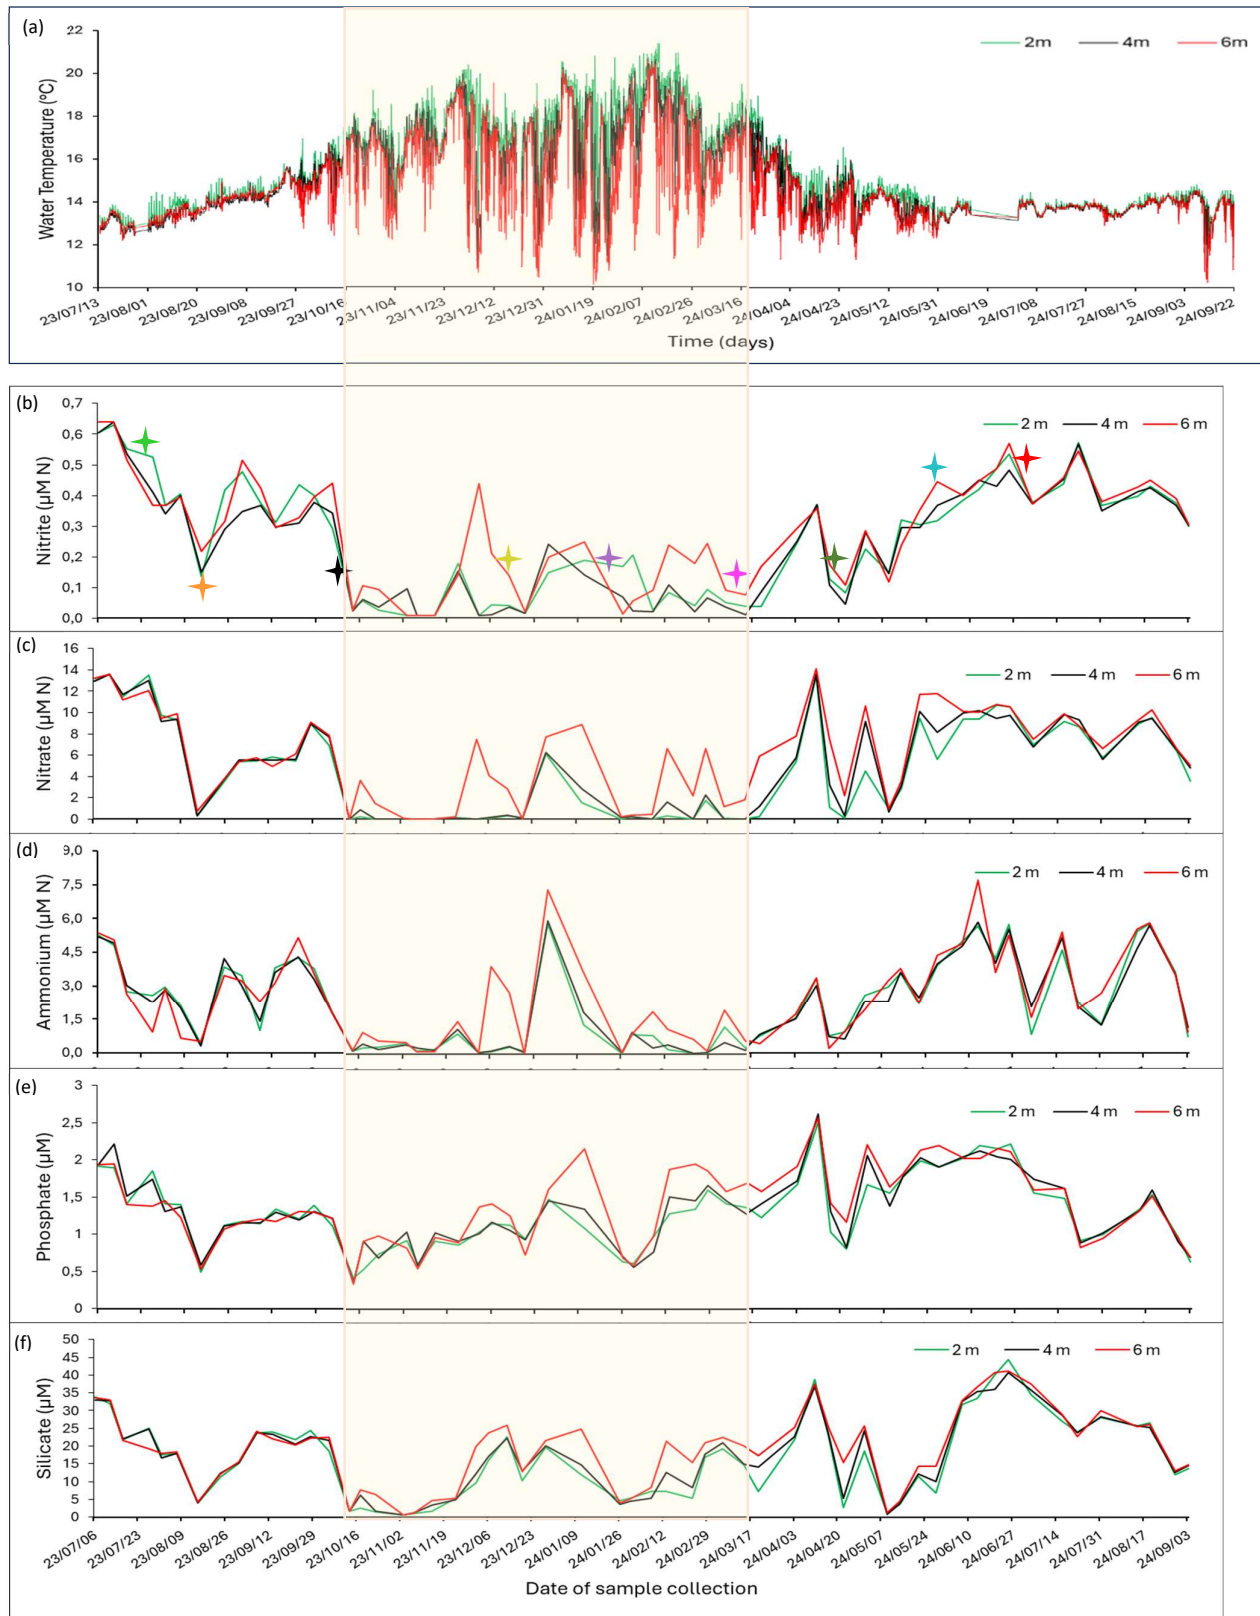 (a)
22
20
18
16
14
12
10
Water Temperature (ºC)
2m 4m 6m
23/07/13 23/08/01 23/08/20 23/09/08 23/09/27 23/10/16 23/11/04 23/11/23 23/12/12 23/12/31 24/01/19 24/02/07 24/02/26 24/03/16 24/04/04 24/04/23 24/05/12 24/05/31 24/06/19 24/07/08 24/07/27 24/08/15 24/09/03 24/09/22
Time (days)
(b)
0,7
0,6
0,5
0,4
0,3
0,2
0,1
0,0
Nitrite (µM N)
2 m 4 m 6 m
(c)
16
14
12
10
8
6
4
2
0
Nitrate (µM N)
2 m 4 m 6 m
(d)
9,0
7,5
6,0
4,5
3,0
1,5
0,0
Ammonium (µM N)
2 m 4 m 6 m
(e)
3
2,5
2
1,5
1
0,5
0
Phosphate (µM)
2 m 4 m 6 m
(f)
50
45
40
35
30
25
20
15
10
5
0
Silicate (µM)
2 m 4 m 6 m
23/07/06 23/07/23 23/08/09 23/08/26 23/09/12 23/09/29 23/10/16 23/11/02 23/11/19 23/12/06 23/12/23 24/01/09 24/01/26 24/02/12 24/02/29 24/03/17 24/04/03 24/04/20 24/05/07 24/05/24 24/06/10 24/06/27 24/07/14 24/07/31 24/08/17 24/09/03
Date of sample collection